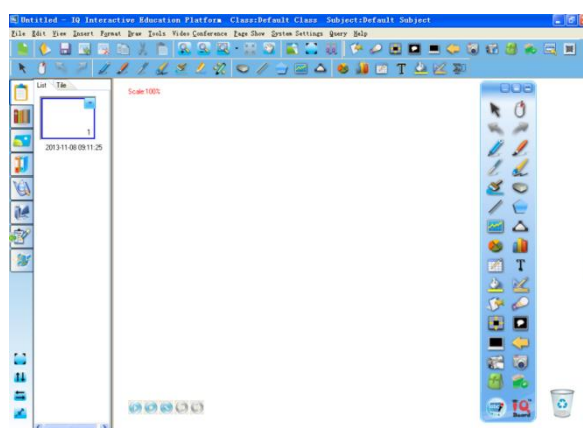 Untitled - IQ Interactive Education Platform Class:Default Class Subject:Default Subject
File Edit View Insert Format Draw Tools Video Conference Page Show System Settings Query Help
T
List Tile
Scale 100%
1
2013-11-08 09:11:25
T
IQ
Board